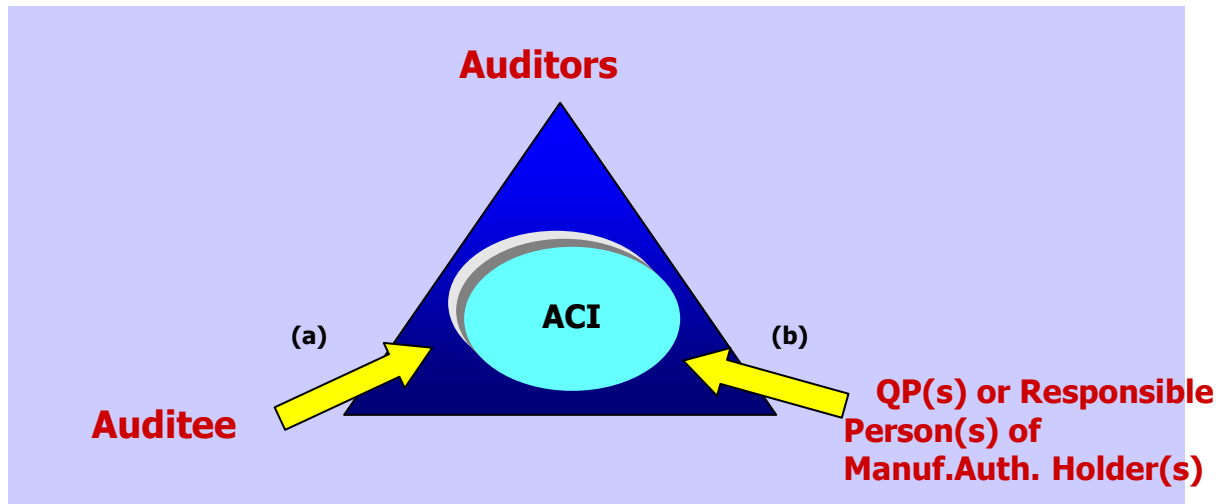 Auditors
ACI
(a)
(b)
Auditee
QP(s) or Responsible
Person(s) of
Manuf.Auth. Holder(s)